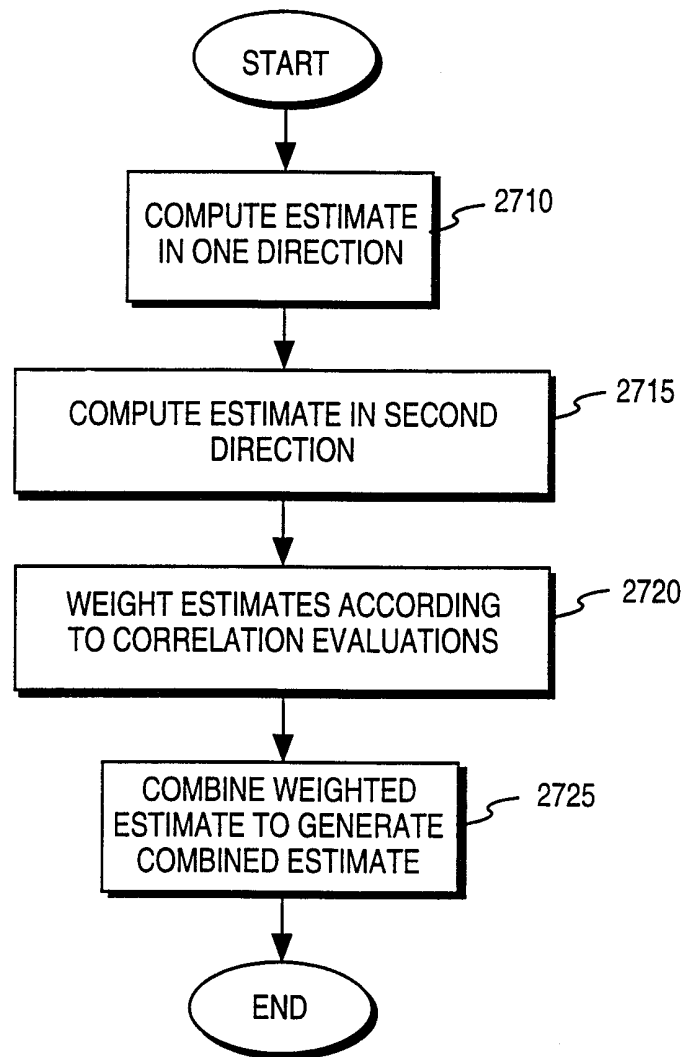 START
COMPUTE ESTIMATE
IN ONE DIRECTION
2710
COMPUTE ESTIMATE IN SECOND
DIRECTION
2715
WEIGHT ESTIMATES ACCORDING
TO CORRELATION EVALUATIONS
2720
COMBINE WEIGHTED
ESTIMATE TO GENERATE
COMBINED ESTIMATE
2725
END